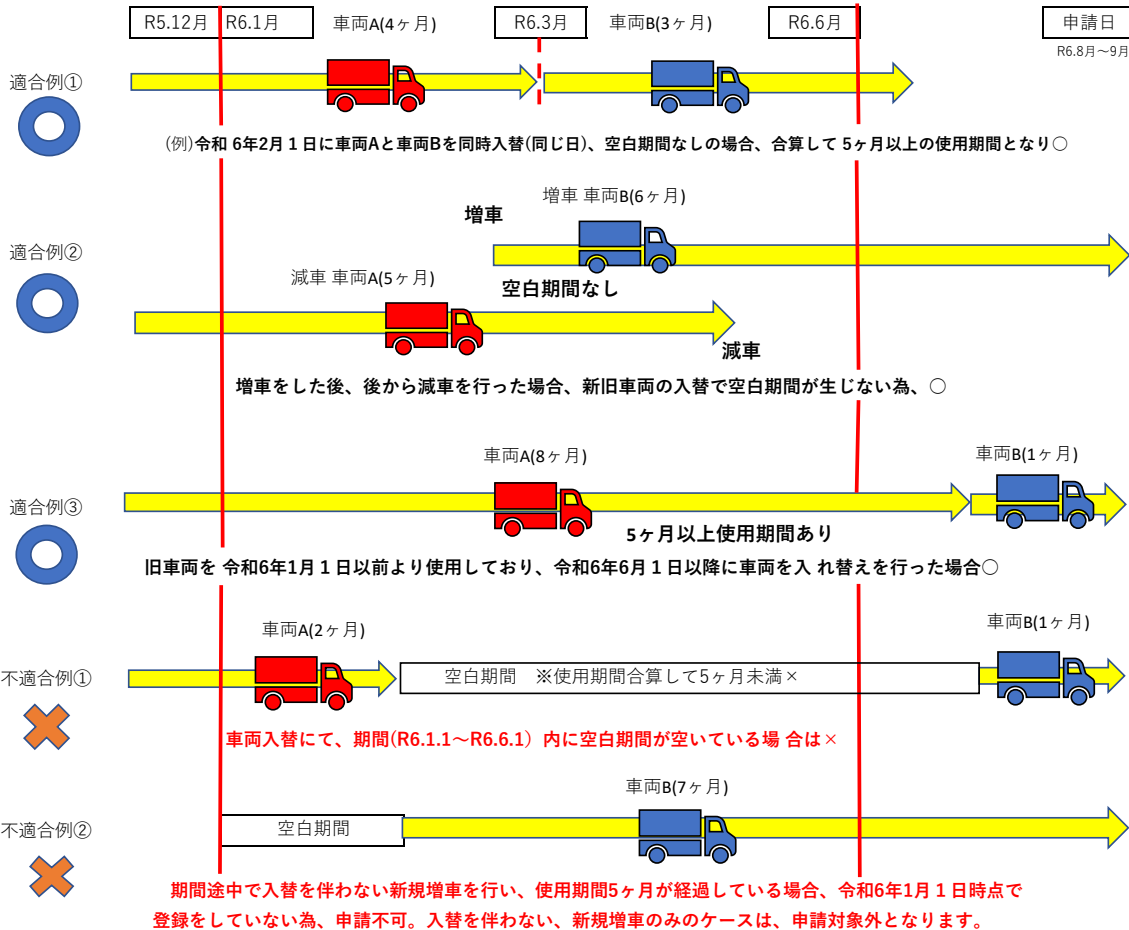 R5.12月 R6.1月 車両A(4ヶ月) R6.3月 車両B(3ヶ月) R6.6月 申請日
R6.8月～9月
適合例①
(例)令和 6年2月１日に車両Aと車両Bを同時入替(同じ日)、空白期間なしの場合、合算して 5ヶ月以上の使用期間となり○
増車 増車 車両B(6ヶ月)
適合例②
減車 車両A(5ヶ月) 空白期間なし
減車
増車をした後、後から減車を行った場合、新旧車両の入替で空白期間が生じない為、○
車両A(8ヶ月) 車両B(1ヶ月)
適合例③
5ヶ月以上使用期間あり
旧車両を 令和6年1月１日以前より使用しており、令和6年6月１日以降に車両を入 れ替えを行った場合○
車両A(2ヶ月) 車両B(1ヶ月)
不適合例① 空白期間 ※使用期間合算して5ヶ月未満×
車両入替にて、期間(R6.1.1～R6.6.1）内に空白期間が空いている場 合は×
車両B(7ヶ月)
不適合例② 空白期間
期間途中で入替を伴わない新規増車を行い、使用期間5ヶ月が経過している場合、令和6年1月１日時点で
登録をしていない為、申請不可。入替を伴わない、新規増車のみのケースは、申請対象外となります。